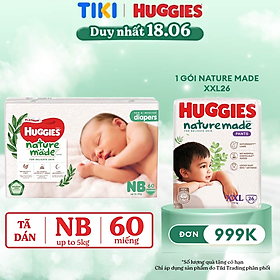 TIKI HUGGIES
Duy nhất 18.06
1 GÓI NATURE MADE
XXL26
HUGGIES
nature made
diapers
NB 60
HUGGIES
naturemade
PANTS
XXL 26
TÃ DÁN
NB
up to 5kg
60
miếng
ĐƠN 999K
*Số lượng quà tặng có hạn
Chỉ áp dụng sản phẩm do Tiki Trading phân phối